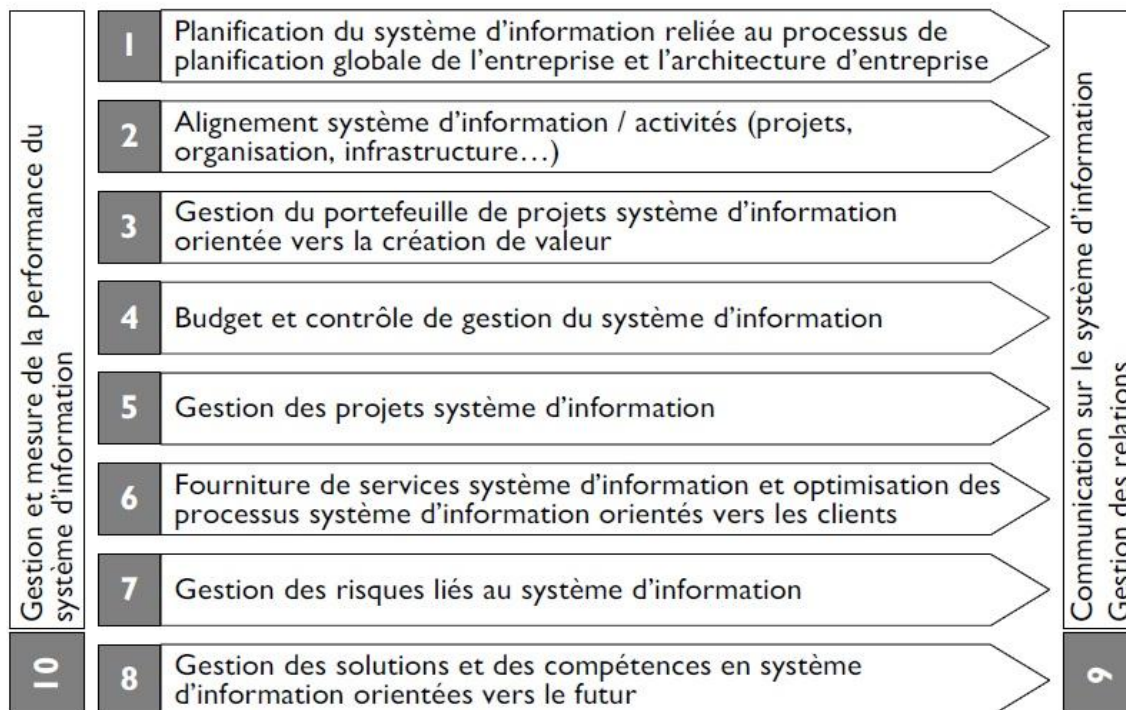 Gestion et mesure de la performance du
système d'information
10
1
Planification du système d'information reliée au processus de
planification globale de l'entreprise et l'architecture d'entreprise
2
Alignement système d'information / activités (projets,
organisation, infrastructure…)
3
Gestion du portefeuille de projets système d'information
orientée vers la création de valeur
4
Budget et contrôle de gestion du système d'information
5
Gestion des projets système d'information
6
Fourniture de services système d'information et optimisation des
processus système d'information orientés vers les clients
7
Gestion des risques liés au système d'information
8
Gestion des solutions et des compétences en système
d'information orientées vers le futur
Communication sur le système d'information
Gestion des relations
9